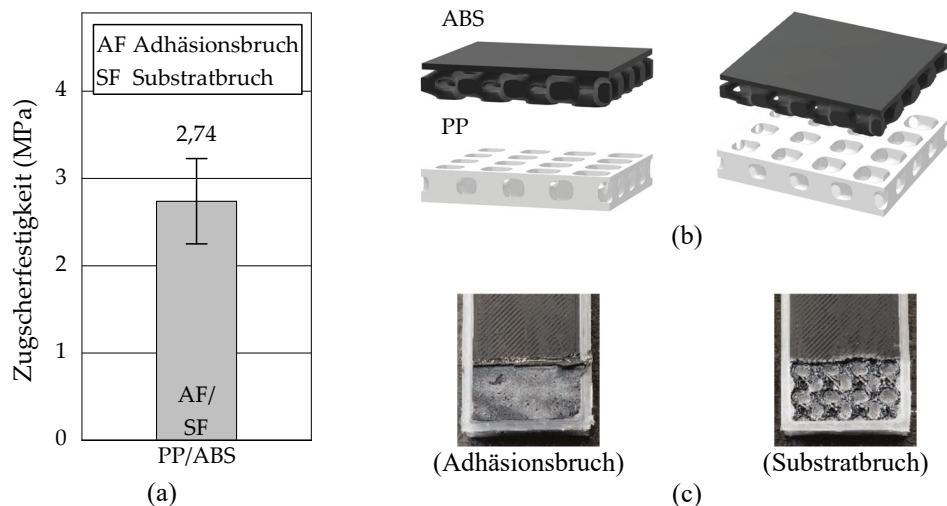 AF Adhäsionsbruch
SF Substratbruch
Zugscherfestigkeit (MPa)
4
3
2
1
0
2,74
AF/
SF
PP/ABS
(a)
ABS
PP
(b)
(Adhäsionsbruch)
(Substratbruch)
(c)